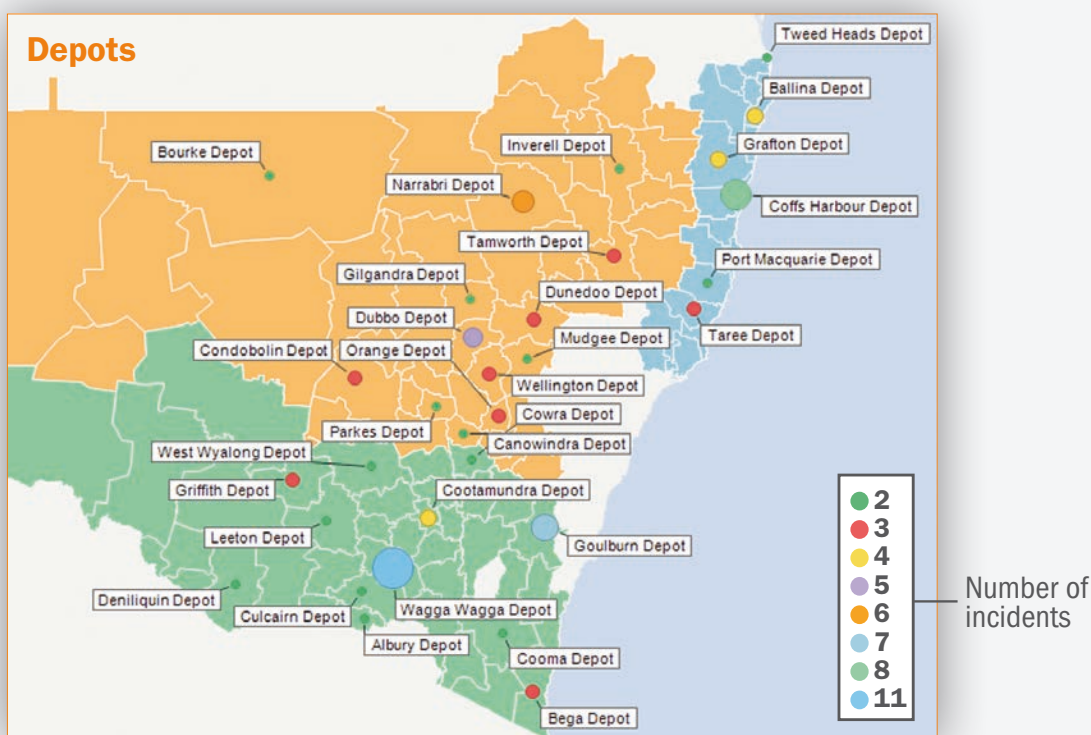 Depots
Tweed Heads Depot
Ballina Depot
Bourke Depot
Inverell Depot
Grafton Depot
Narrabri Depot
Coffs Harbour Depot
Tamworth Depot
Port Macquarie Depot
Gilgandra Depot
Dunedoo Depot
Dubbo Depot
Taree Depot
Mudgee Depot
Condobolin Depot
Orange Depot
Wellington Depot
Cowra Depot
Parkes Depot
Canowindra Depot
West Wyalong Depot
Griffith Depot
Cootamundra Depot
Leeton Depot
Goulburn Depot
Deniliquin Depot
Culcairn Depot
Wagga Wagga Depot
Albury Depot
Cooma Depot
Bega Depot
2
3
4
5
6
7
8
11
Number of
incidents